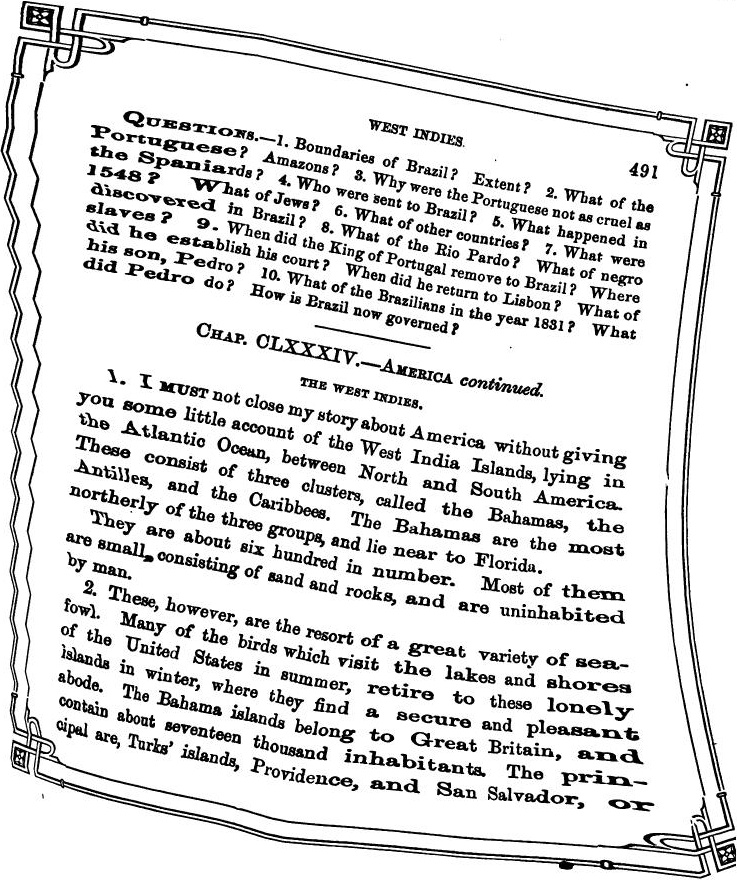 WEST INDIES.
491
QUESTIONS.—1. Boundaries of Brazil? Extent? 2. What of the
Portuguese? Amazons? 3. Why were the Portuguese not as cruel as
the Spaniards? 4. Who were sent to Brazil? 5. What happened in
1548? What of Jews? 6. What of other countries? 7. What were
discovered in Brazil? 8. What of the Rio Pardo? What of negro
slaves? 9. When did the King of Portugal remove to Brazil? Where
did he establish his court? When did he return to Lisbon? What of
his son, Pedro? 10. What of the Brazilians in the year 1831? What
did Pedro do? How is Brazil now governed?
CHAP. CLXXXIV.—AMERICA continued.
THE WEST INDIES.
1. I MUST not close my story about America without giving
you some little account of the West India Islands, lying in
the Atlantic Ocean, between North and South America.
These consist of three clusters, called the Bahamas, the
Antilles, and the Caribbees. The Bahamas are the most
northerly of the three groups, and lie near to Florida.
They are about six hundred in number. Most of them
are small, consisting of sand and rocks, and are uninhabited
by man.
2. These, however, are the resort of a great variety of sea-
fowl. Many of the birds which visit the lakes and shores
of the United States in summer, retire to these lonely
islands in winter, where they find a secure and pleasant
abode. The Bahama islands belong to Great Britain, and
contain about seventeen thousand inhabitants. The prin-
cipal are, Turks' islands, Providence, and San Salvador, or